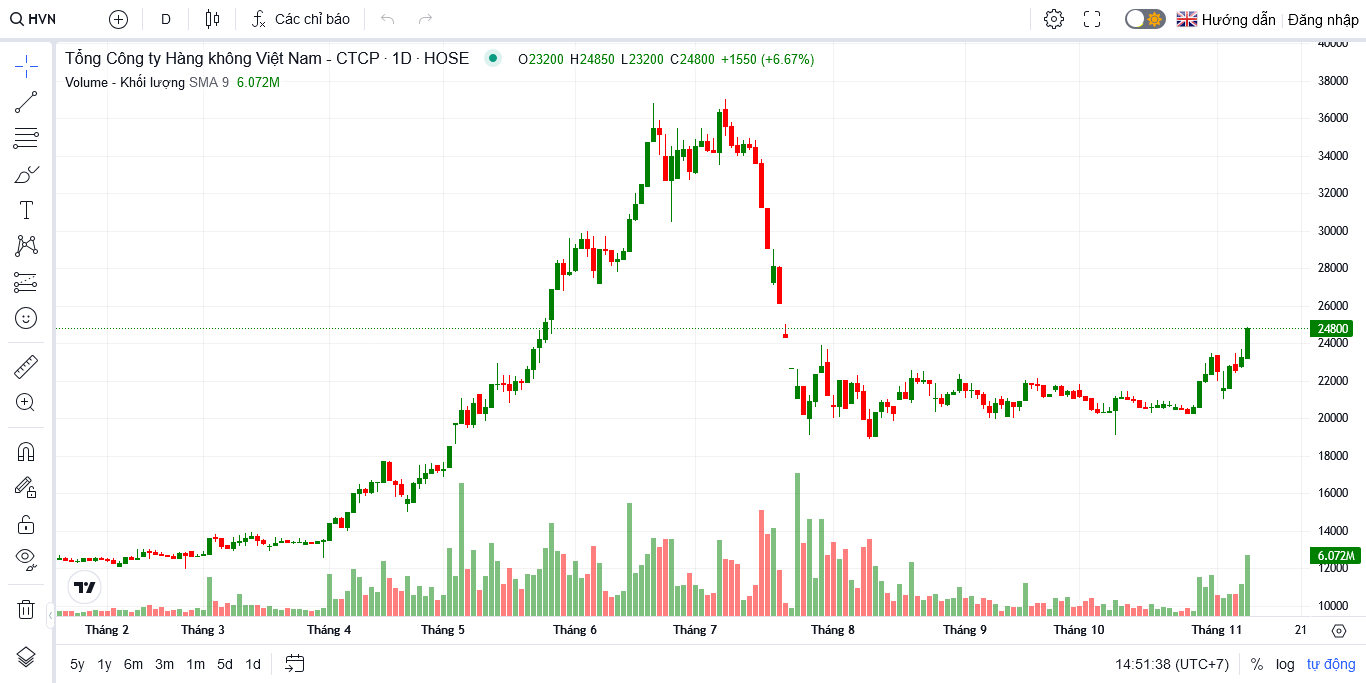 HVN D Các chỉ báo Hướng dẫn Đăng nhập
Tổng Công ty Hàng không Việt Nam - CTCP · 1D · HOSE O23200 H24850 L23200 C24800 +1550 (+6.67%)
Volume - Khối lượng SMA 9 6.072M
40000
38000
36000
34000
32000
30000
28000
26000
24800
24000
22000
20000
18000
16000
14000
6.072M
12000
10000
Tháng 2 Tháng 3 Tháng 4 Tháng 5 Tháng 6 Tháng 7 Tháng 8 Tháng 9 Tháng 10 Tháng 11 21
5y 1y 6m 3m 1m 5d 1d 14:51:38 (UTC+7) % log tự động